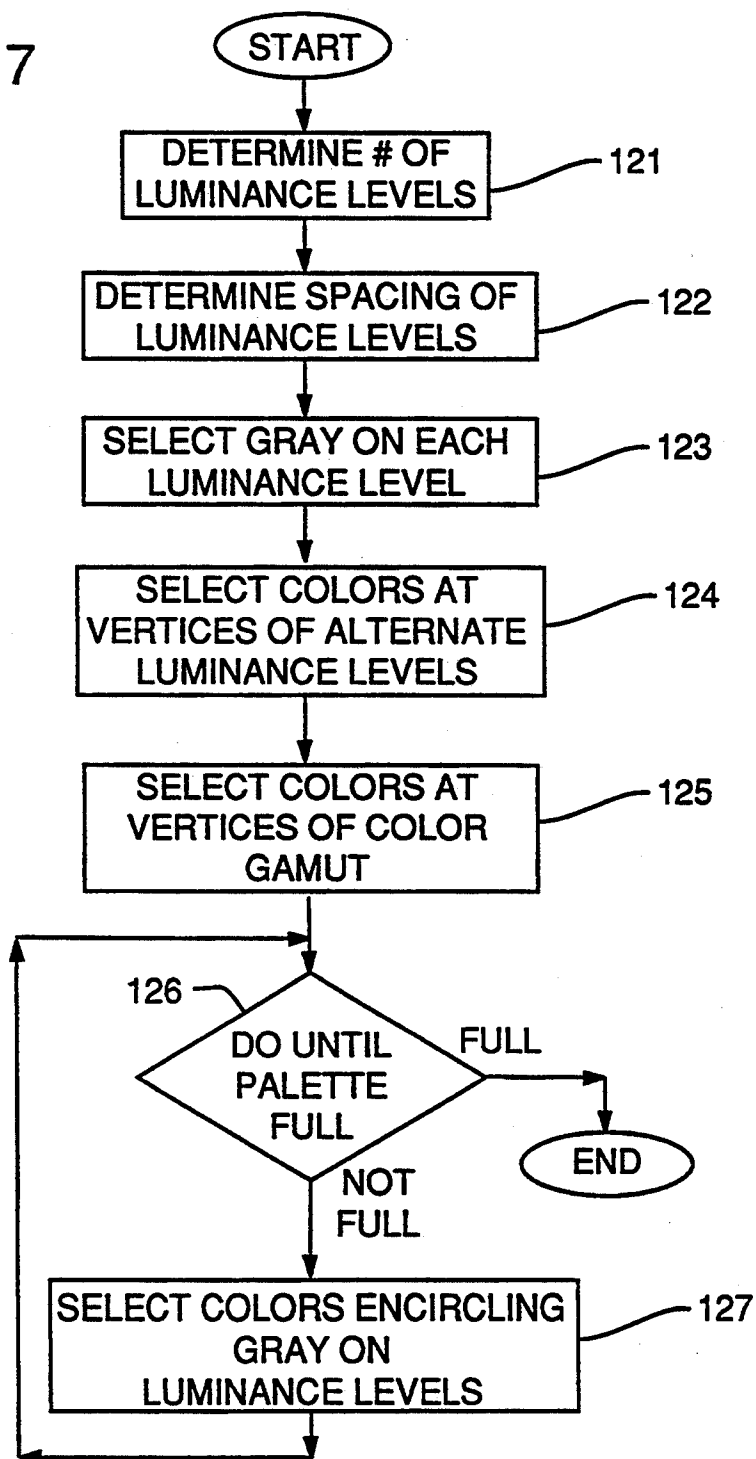 7
START
DETERMINE # OF
LUMINANCE LEVELS
121
DETERMINE SPACING OF
LUMINANCE LEVELS
122
SELECT GRAY ON EACH
LUMINANCE LEVEL
123
SELECT COLORS AT
VERTICES OF ALTERNATE
LUMINANCE LEVELS
124
SELECT COLORS AT
VERTICES OF COLOR
GAMUT
125
126
DO UNTIL
PALETTE
FULL
FULL
END
NOT
FULL
SELECT COLORS ENCIRCLING
GRAY ON
LUMINANCE LEVELS
127